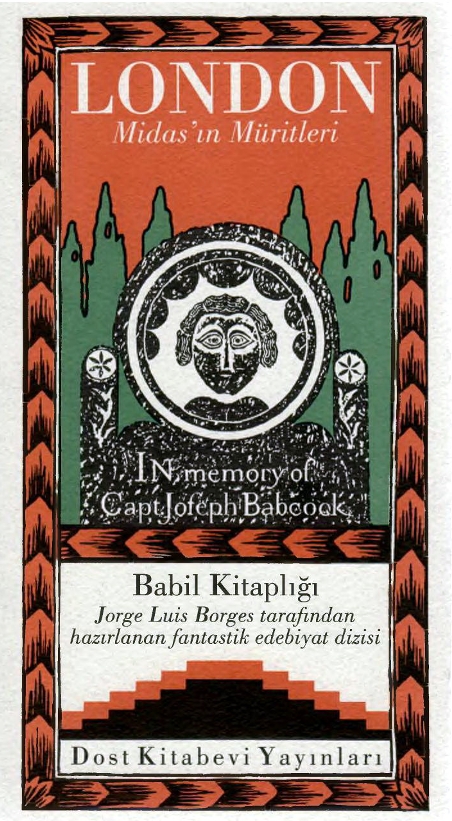 LONDON
Midas'ın Müritleri
IN memory of
Capt Joſeph Babcock
Babil Kitaplığı
Jorge Luis Borges tarafından
hazırlanan fantastik edebiyat dizisi
Dost Kitabevi Yayınları